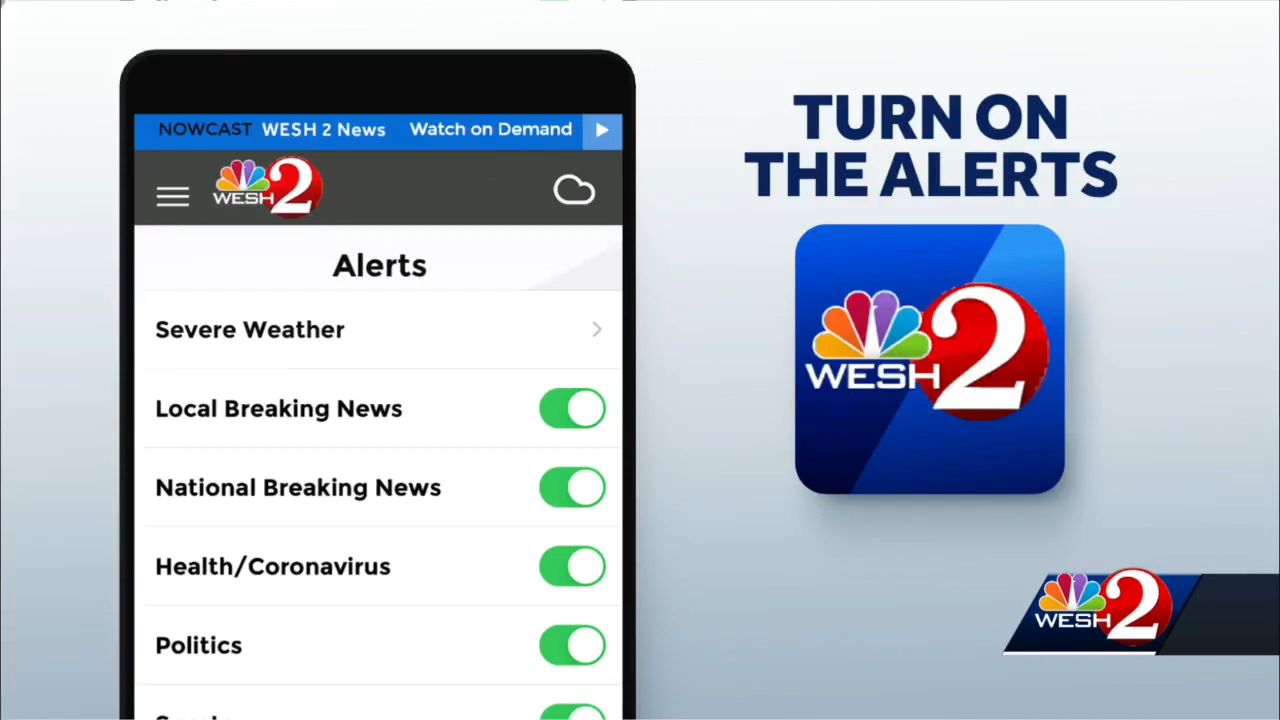 NOWCAST WESH 2 News Watch on Demand
WESH 2
Alerts
Severe Weather
Local Breaking News
National Breaking News
Health/Coronavirus
Politics
TURN ON
THE ALERTS
WESH 2
WESH 2